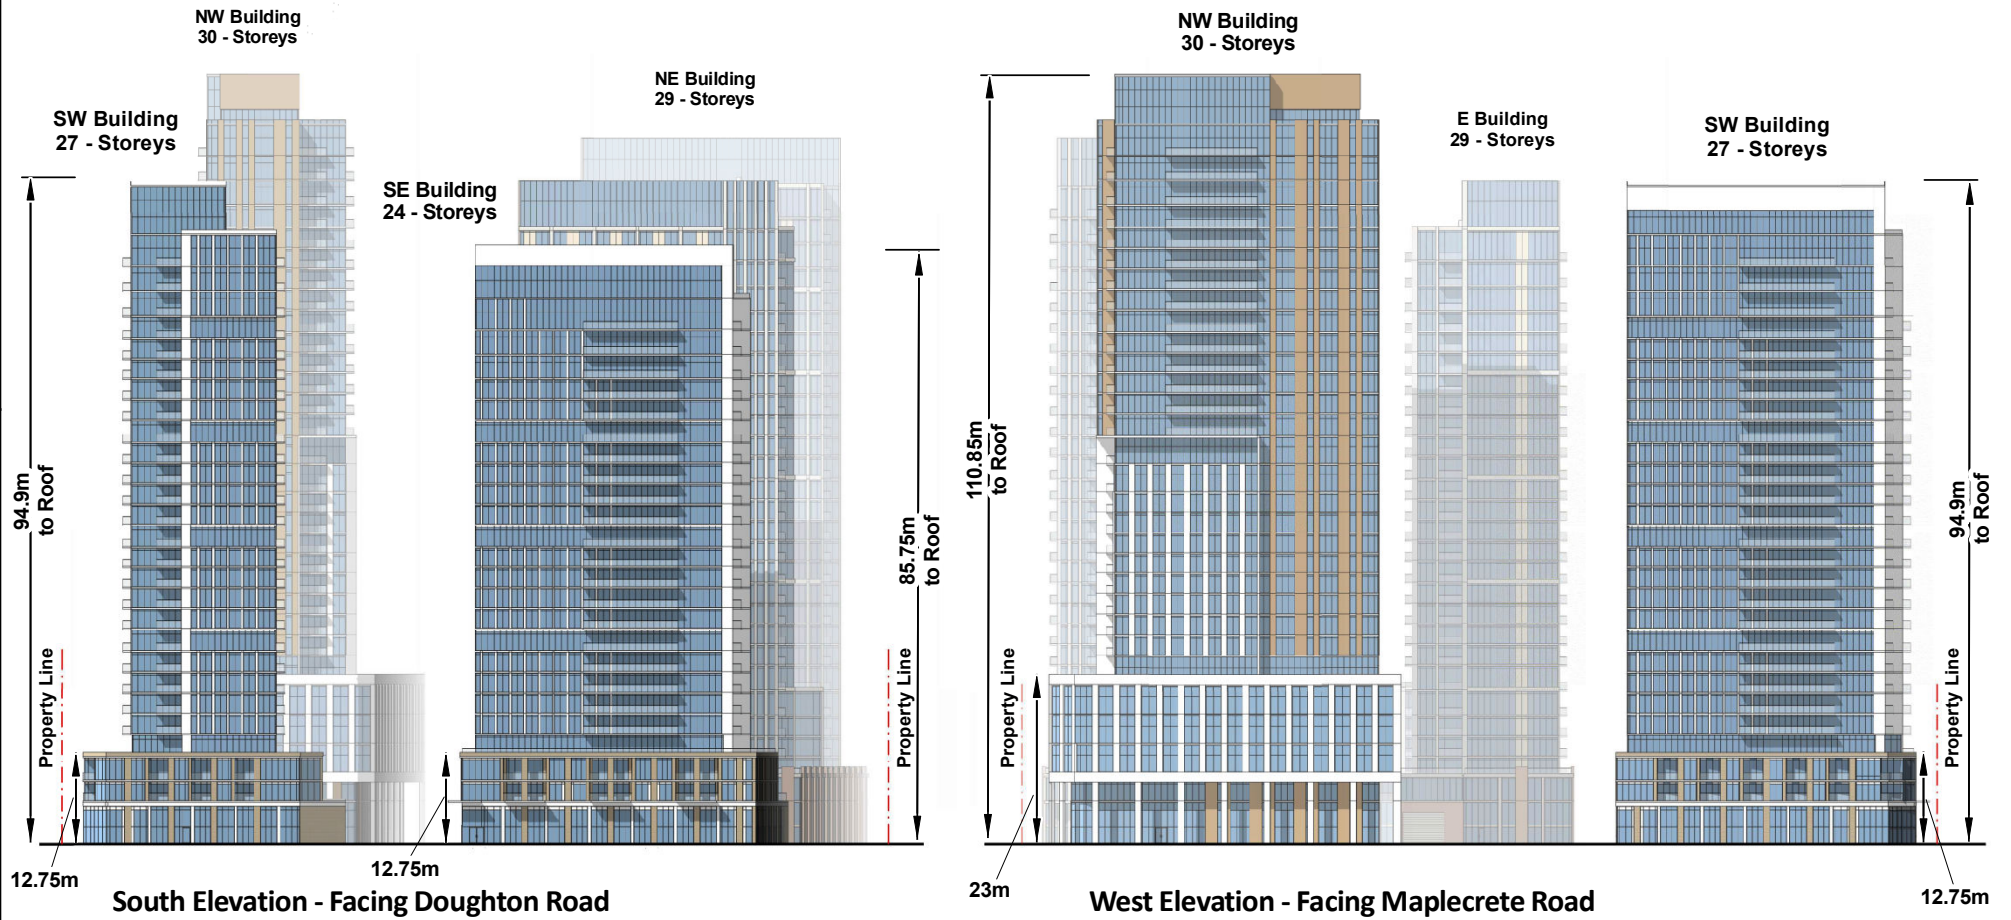 NW Building
30 - Storeys
SW Building
27 - Storeys
NE Building
29 - Storeys
SE Building
24 - Storeys
94.9m
to Roof
85.75m
to Roof
Property Line
Property Line
12.75m
12.75m
South Elevation - Facing Doughton Road
NW Building
30 - Storeys
E Building
29 - Storeys
SW Building
27 - Storeys
110.85m
to Roof
94.9m
to Roof
Property Line
Property Line
23m
12.75m
West Elevation - Facing Maplecrete Road